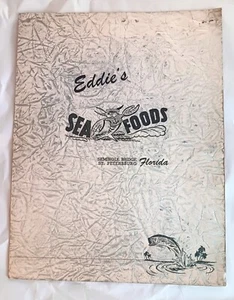 Eddie's
SEA FOODS
SEMINOLE BRIDGE
ST. PETERSBURG Florida